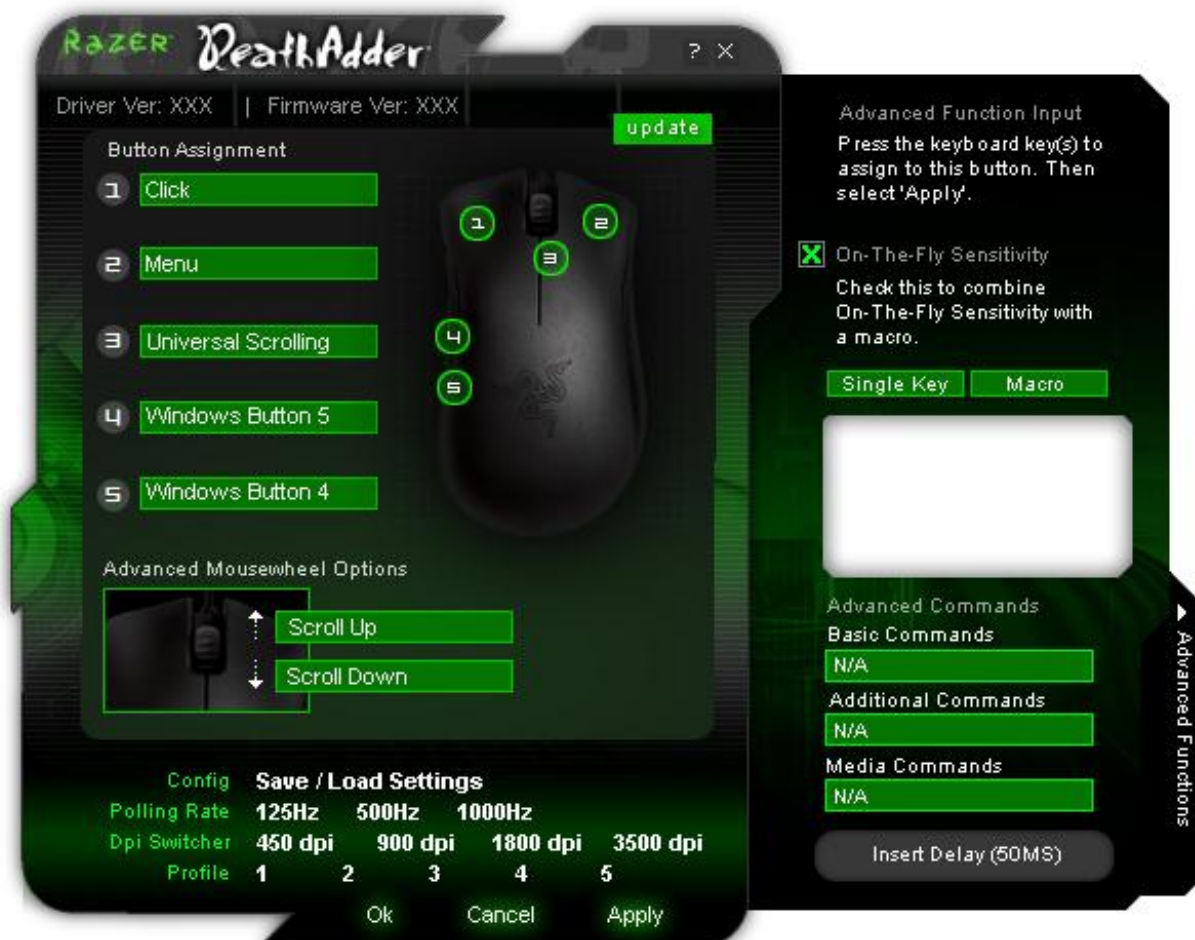 RAZER DeathAdder
? X
Driver Ver: XXX | Firmware Ver: XXX
update
Button Assignment
1 Click
2 Menu
3 Universal Scrolling
4 Windows Button 5
5 Windows Button 4
1
2
3
4
5
Advanced Mousewheel Options
Scroll Up
Scroll Down
Config Save / Load Settings
Polling Rate 125Hz 500Hz 1000Hz
Dpi Switcher 450 dpi 900 dpi 1800 dpi 3500 dpi
Profile 1 2 3 4 5
Ok Cancel Apply
Advanced Function Input
Press the keyboard key(s) to
assign to this button. Then
select 'Apply'.
X On-The-Fly Sensitivity
Check this to combine
On-The-Fly Sensitivity with
a macro.
Single Key Macro
Advanced Commands
Basic Commands
N/A
Additional Commands
N/A
Media Commands
N/A
Insert Delay (50MS)
Advanced Functions